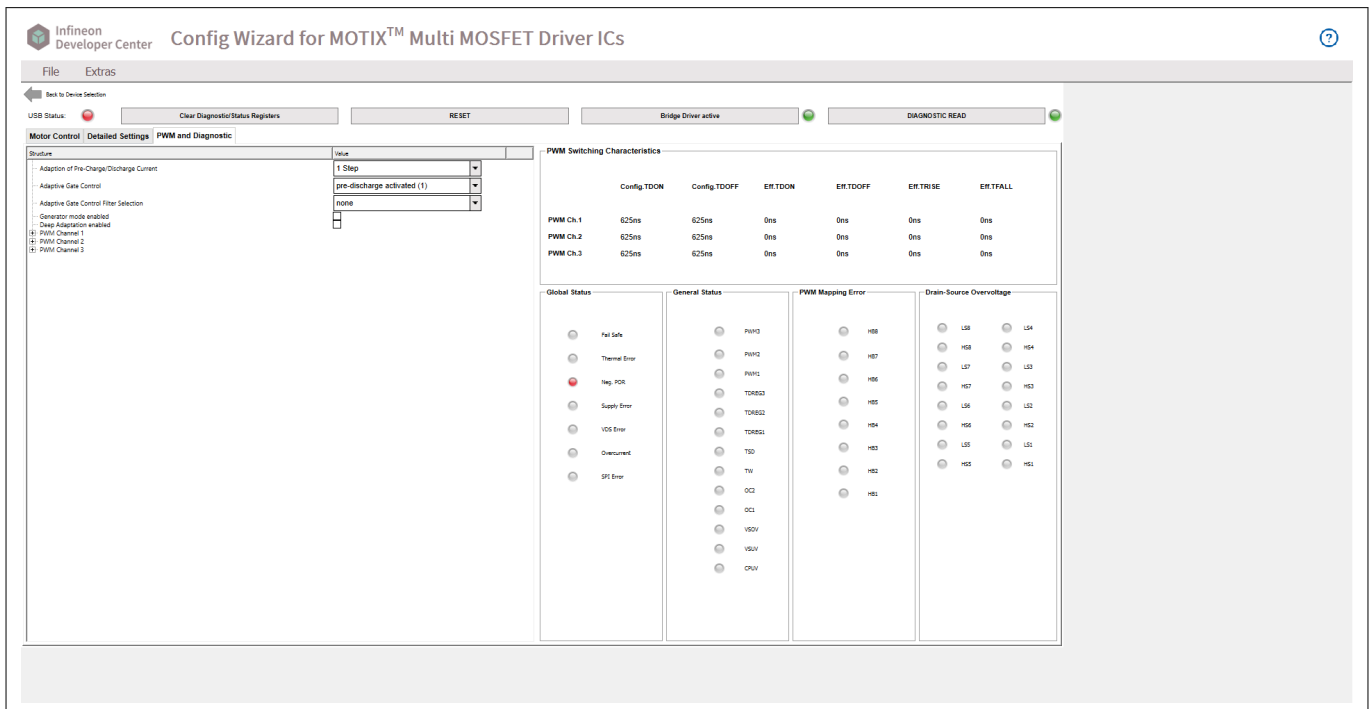 Infineon
Developer Center
Config Wizard for MOTIX™ Multi MOSFET Driver ICs
?
File Extras
Back to Device Selection
USB Status: Clear Diagnostic/Status Registers RESET Bridge Driver active DIAGNOSTIC READ
Motor Control Detailed Settings PWM and Diagnostic
Structure Value
Adaption of Pre-Charge/Discharge Current 1 Step
Adaptive Gate Control pre-discharge activated (1)
Adaptive Gate Control Filter Selection none
Generator mode enabled
Deep Adaptation enabled
PWM Channel 1
PWM Channel 2
PWM Channel 3
PWM Switching Characteristics
Config.TDON Config.TDOFF Eff.TDON Eff.TDOFF Eff.TRISE Eff.TFALL
PWM Ch.1 625ns 625ns 0ns 0ns 0ns 0ns
PWM Ch.2 625ns 625ns 0ns 0ns 0ns 0ns
PWM Ch.3 625ns 625ns 0ns 0ns 0ns 0ns
Global Status
Fail Safe
Thermal Error
Neg. POR
Supply Error
VDS Error
Overcurrent
SPI Error
General Status
PWM3
PWM2
PWM1
TDREG3
TDREG2
TDREG1
TSD
TW
OC2
OC1
VSOV
VSUV
CPUV
PWM Mapping Error
HB8
HB7
HB6
HB5
HB4
HB3
HB2
HB1
Drain-Source Overvoltage
LS8 LS4
HS8 HS4
LS7 LS3
HS7 HS3
LS6 LS2
HS6 HS2
LS5 LS1
HS5 HS1